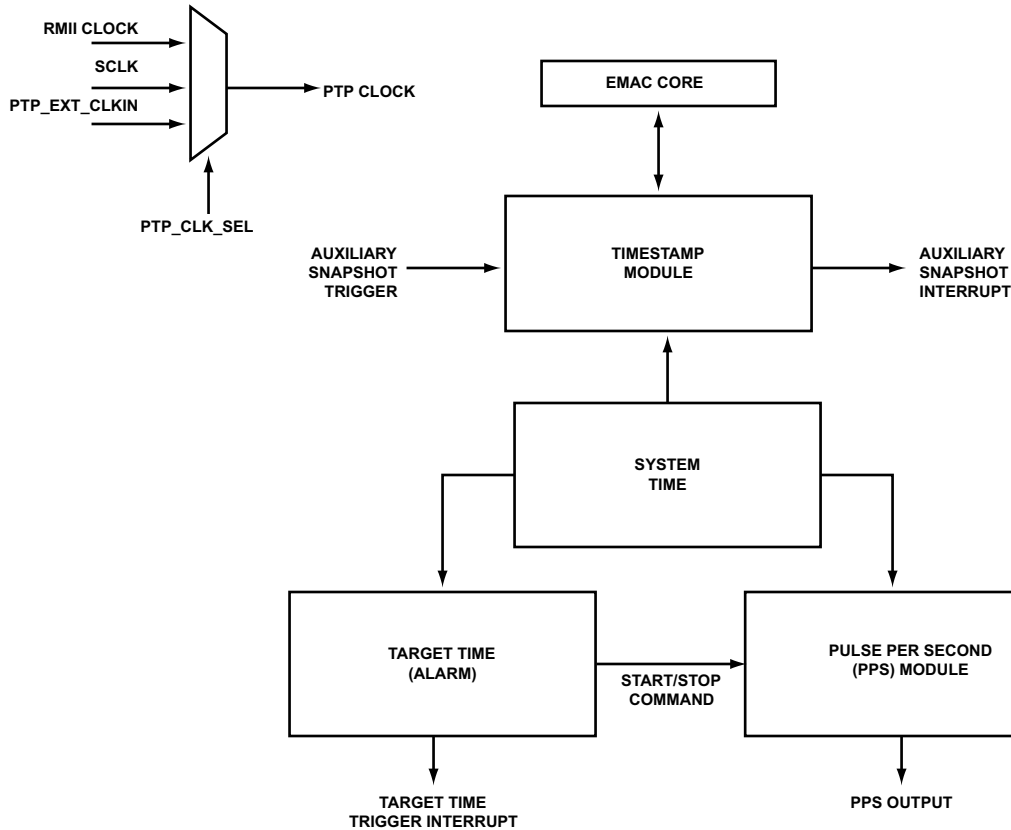 RMII CLOCK
SCLK
PTP_EXT_CLKIN
PTP CLOCK
PTP_CLK_SEL
EMAC CORE
AUXILIARY
SNAPSHOT
TRIGGER
TIMESTAMP
MODULE
AUXILIARY
SNAPSHOT
INTERRUPT
SYSTEM
TIME
TARGET TIME
(ALARM)
START/STOP
COMMAND
PULSE PER SECOND
(PPS) MODULE
TARGET TIME
TRIGGER INTERRUPT
PPS OUTPUT